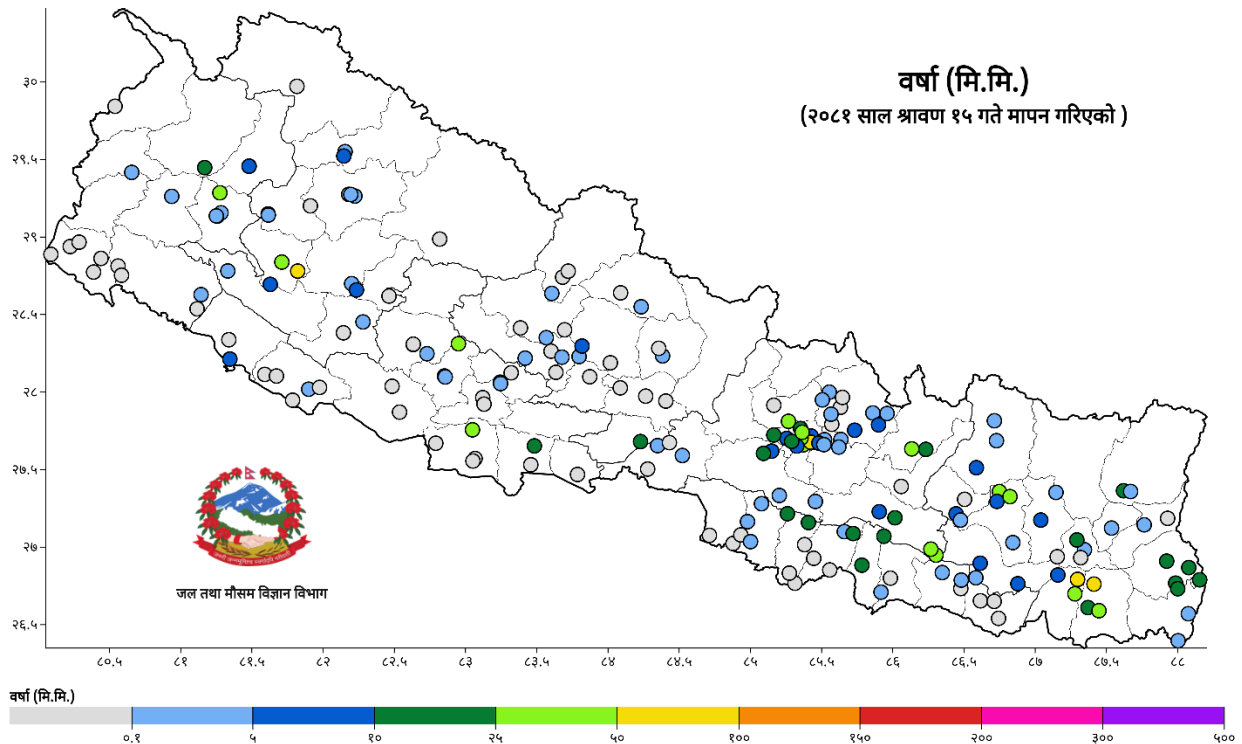 वर्षा (मि.मि.)
(२०८१ साल श्रावण १५ गते मापन गरिएको )
३०
२९.५
२९
२८.५
२८
२७.५
२७
२६.५
जल तथा मौसम विज्ञान विभाग
८०.५ ८१ ८१.५ ८२ ८२.५ ८३ ८३.५ ८४ ८४.५ ८५ ८५.५ ८६ ८६.५ ८७ ८७.५ ८८
वर्षा (मि.मि.)
०.१ ५ १० २५ ५० १०० १५० २०० ३०० ५००